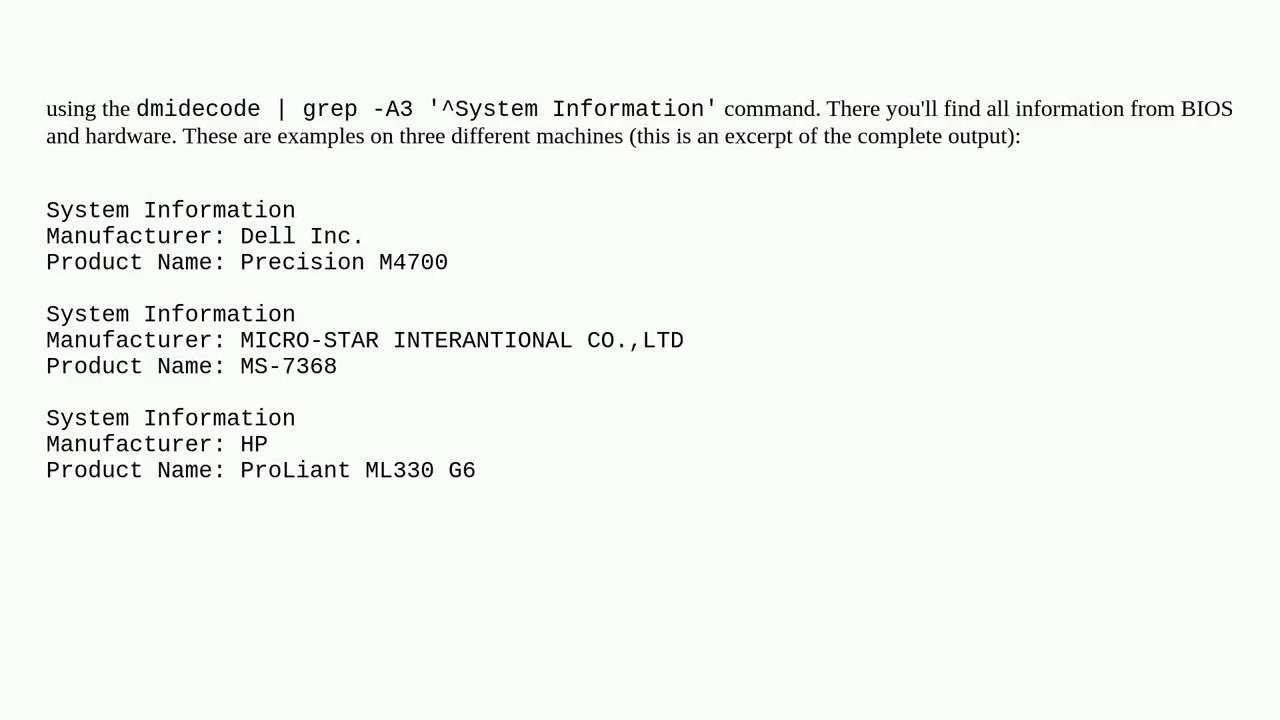 using the dmidecode | grep -A3 '^System Information' command. There you'll find all information from BIOS
and hardware. These are examples on three different machines (this is an excerpt of the complete output):
System Information
Manufacturer: Dell Inc.
Product Name: Precision M4700
System Information
Manufacturer: MICRO-STAR INTERANTIONAL CO.,LTD
Product Name: MS-7368
System Information
Manufacturer: HP
Product Name: ProLiant ML330 G6